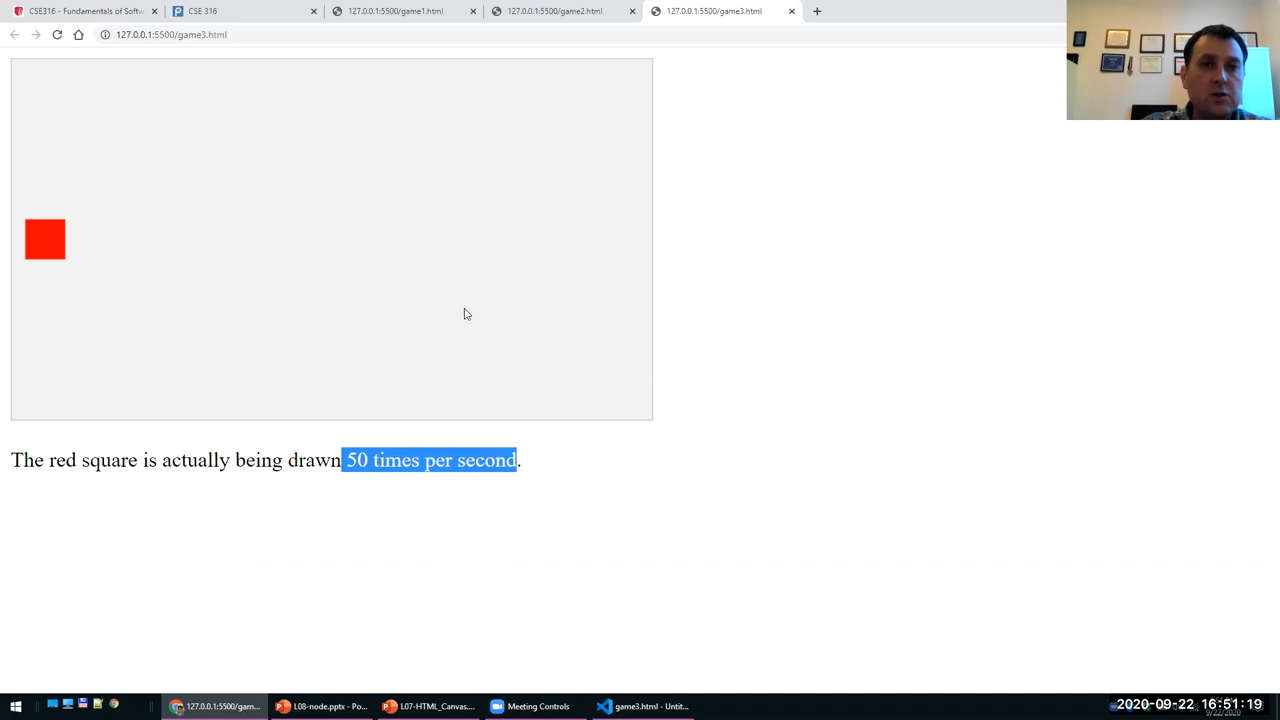 CSE316 - Fundamentals of Softw
CSE 316
127.0.0.1:5500/game1.html
127.0.0.1:5500/game2.html
127.0.0.1:5500/game3.html
127.0.0.1:5500/game3.html
The red square is actually being drawn 50 times per second.
127.0.0.1:5500/gam...
L08-node.pptx - Po...
L07-HTML_Canvas...
Meeting Controls
game3.html - Untit...
2020-09-22 16:51:19
9/22/2020